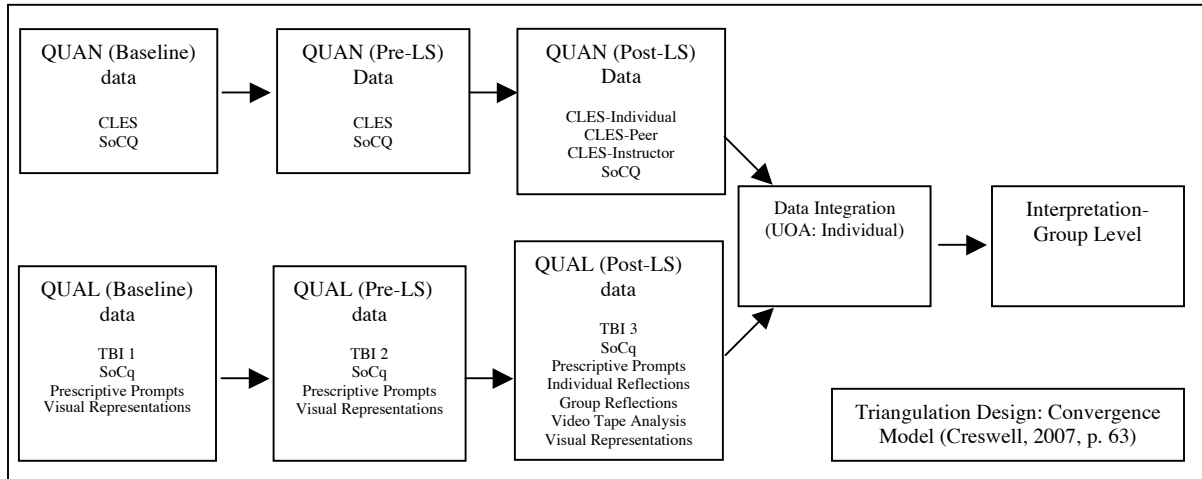 QUAN (Baseline)
data
CLES
SoCQ
QUAN (Pre-LS)
Data
CLES
SoCQ
QUAN (Post-LS)
Data
CLES-Individual
CLES-Peer
CLES-Instructor
SoCQ
Data Integration
(UOA: Individual)
Interpretation-
Group Level
QUAL (Baseline)
data
TBI 1
SoCq
Prescriptive Prompts
Visual Representations
QUAL (Pre-LS)
data
TBI 2
SoCq
Prescriptive Prompts
Visual Representations
QUAL (Post-LS)
data
TBI 3
SoCq
Prescriptive Prompts
Individual Reflections
Group Reflections
Video Tape Analysis
Visual Representations
Triangulation Design: Convergence
Model (Creswell, 2007, p. 63)